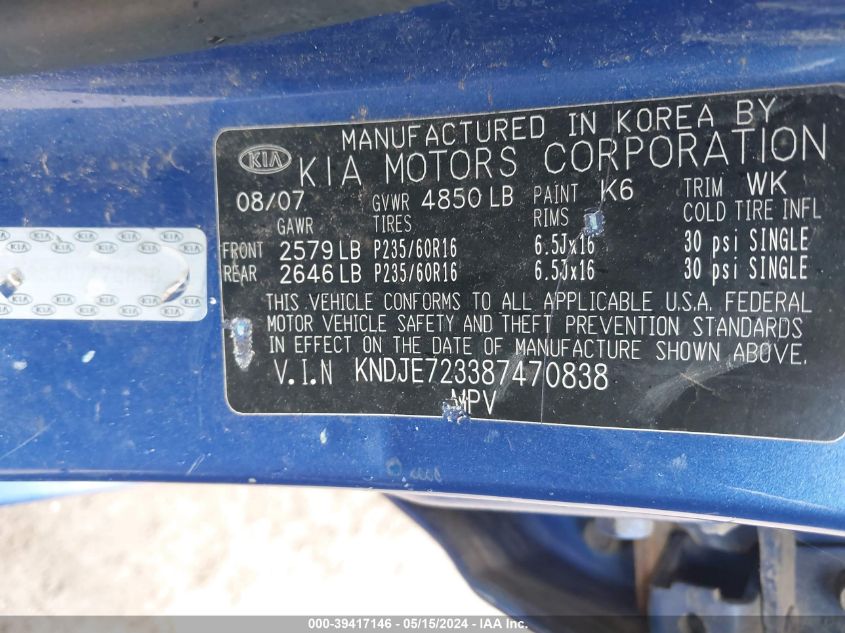 MANUFACTURED IN KOREA BY
KIA KIA MOTORS CORPORATION
08/07 GVWR 4850 LB PAINT K6 TRIM WK
GAWR TIRES RIMS COLD TIRE INFL
FRONT 2579 LB P235/60R16 6.5Jx16 30 psi SINGLE
REAR 2646 LB P235/60R16 6.5Jx16 30 psi SINGLE
THIS VEHICLE CONFORMS TO ALL APPLICABLE U.S.A. FEDERAL
MOTOR VEHICLE SAFETY AND THEFT PREVENTION STANDARDS
IN EFFECT ON THE DATE OF MANUFACTURE SHOWN ABOVE.
V.I.N KNDJE723387470838
MPV
000-39417146 - 05/15/2024 - IAA Inc.